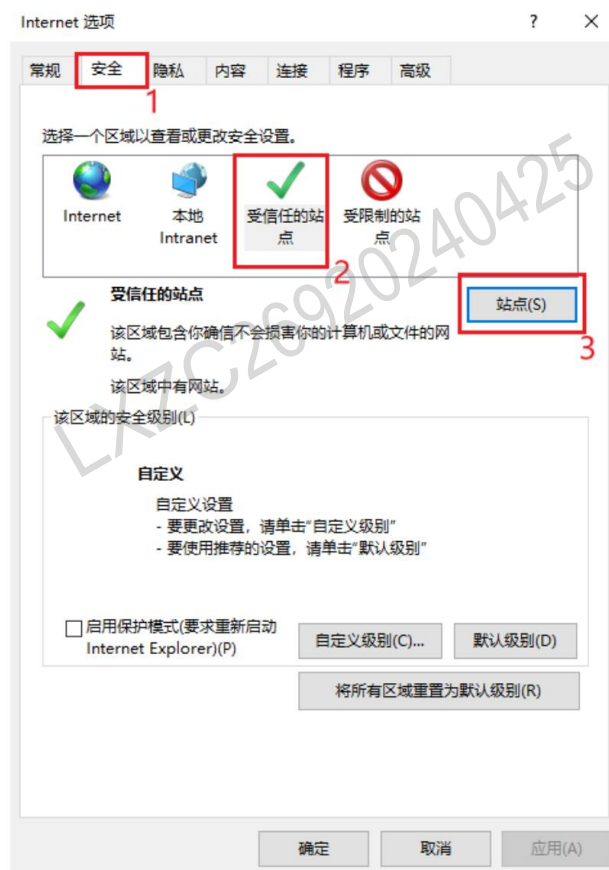 Internet 选项
?
×
常规 安全 隐私 内容 连接 程序 高级
1
选择一个区域以查看或更改安全设置。
Internet
本地
Intranet
受信任的站
点
受限制的站
点
2
受信任的站点
站点(S)
3
该区域包含你确信不会损害你的计算机或文件的网
站。
该区域中有网站。
LXZC26920240425
该区域的安全级别(L)
自定义
自定义设置
- 要更改设置，请单击"自定义级别"
- 要使用推荐的设置，请单击"默认级别"
启用保护模式(要求重新启动
Internet Explorer)(P)
自定义级别(C)...
默认级别(D)
将所有区域重置为默认级别(R)
确定
取消
应用(A)